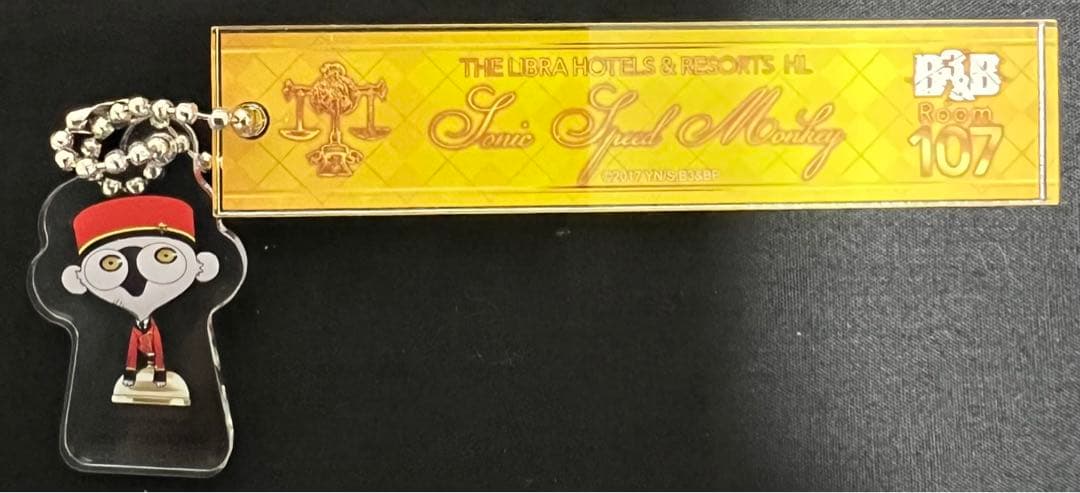 THE LIBRA HOTELS & RESORTS HL
Sonic Speed Monkey
©2017 YN/S・B3&BP
B3&B
Room
107